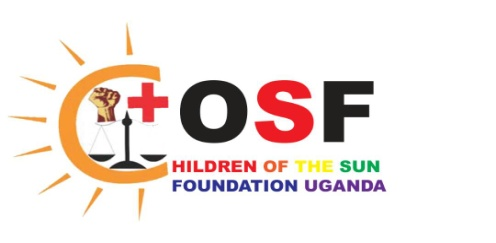 COSF
CHILDREN OF THE SUN
FOUNDATION UGANDA